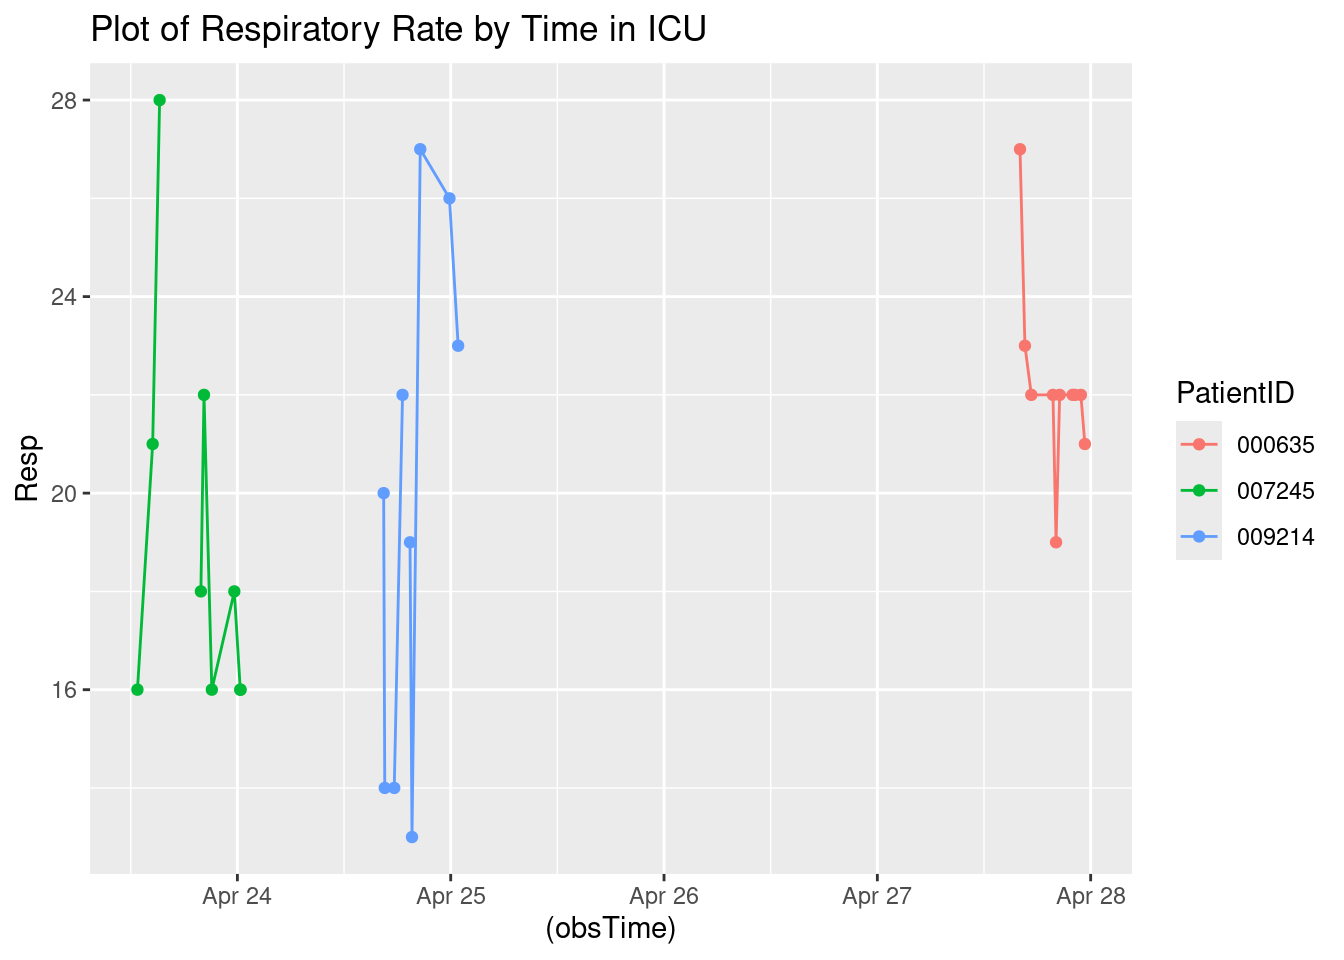 Plot of Respiratory Rate by Time in ICU
28
24
20
16
Resp
Apr 24
Apr 25
Apr 26
Apr 27
Apr 28
(obsTime)
PatientID
000635
007245
009214